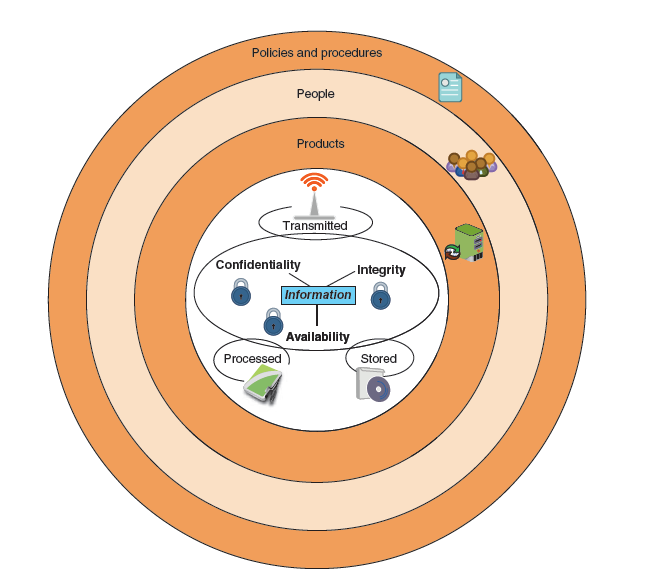 Policies and procedures
People
Products
Transmitted
Confidentiality
Integrity
Information
Availability
Processed
Stored